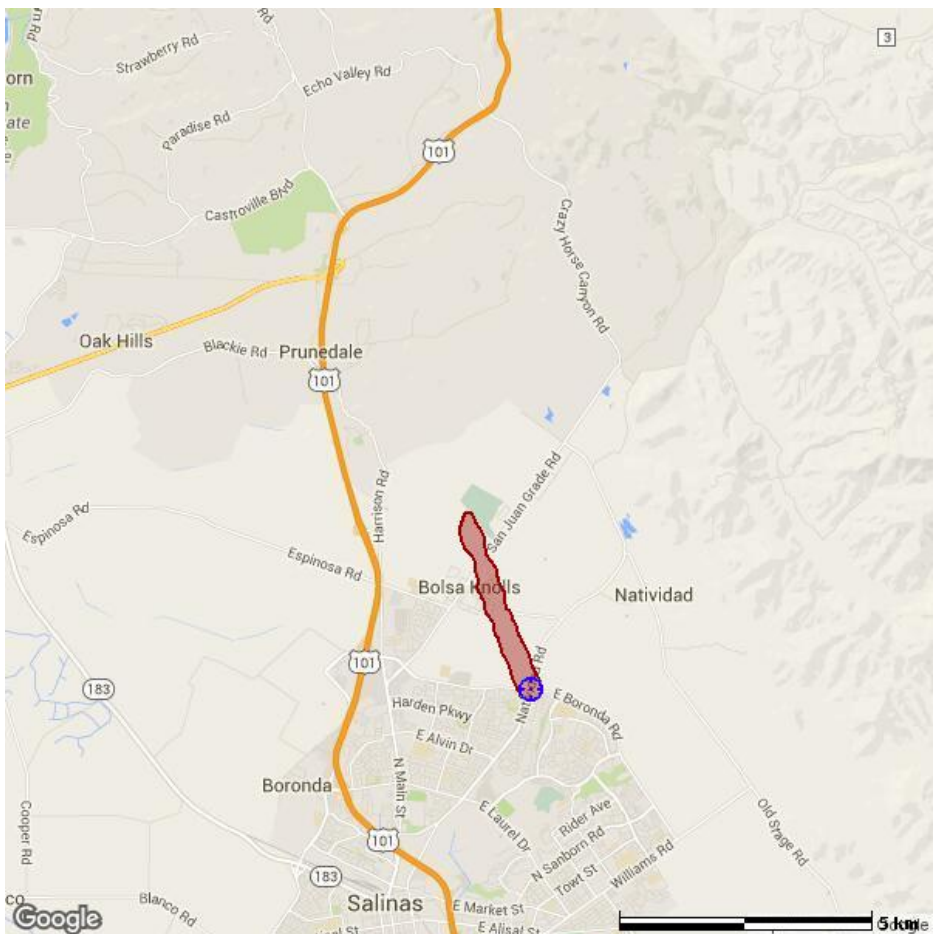 3
Strawberry Rd
Echo Valley Rd
orn
ate
Paradise Rd
101
Castroville Blvd
Crazy Horse Canyon Rd
Oak Hills
Blackie Rd
Prunedale
101
San Juan Grade Rd
Harrison Rd
Espinosa Rd
Espinosa Rd
Bolsa Knolls
Natividad
101
183
E Boronda Rd
Harden Pkwy
E Alvin Dr
Boronda
N Main St
E Laurel Dr
Rider Ave
Old Stage Rd
Cooper Rd
101
N Sanborn Rd
Towt St
Williams Rd
183
co
Blanco Rd
Salinas
E Market St
E Alisal St
Google
5 km